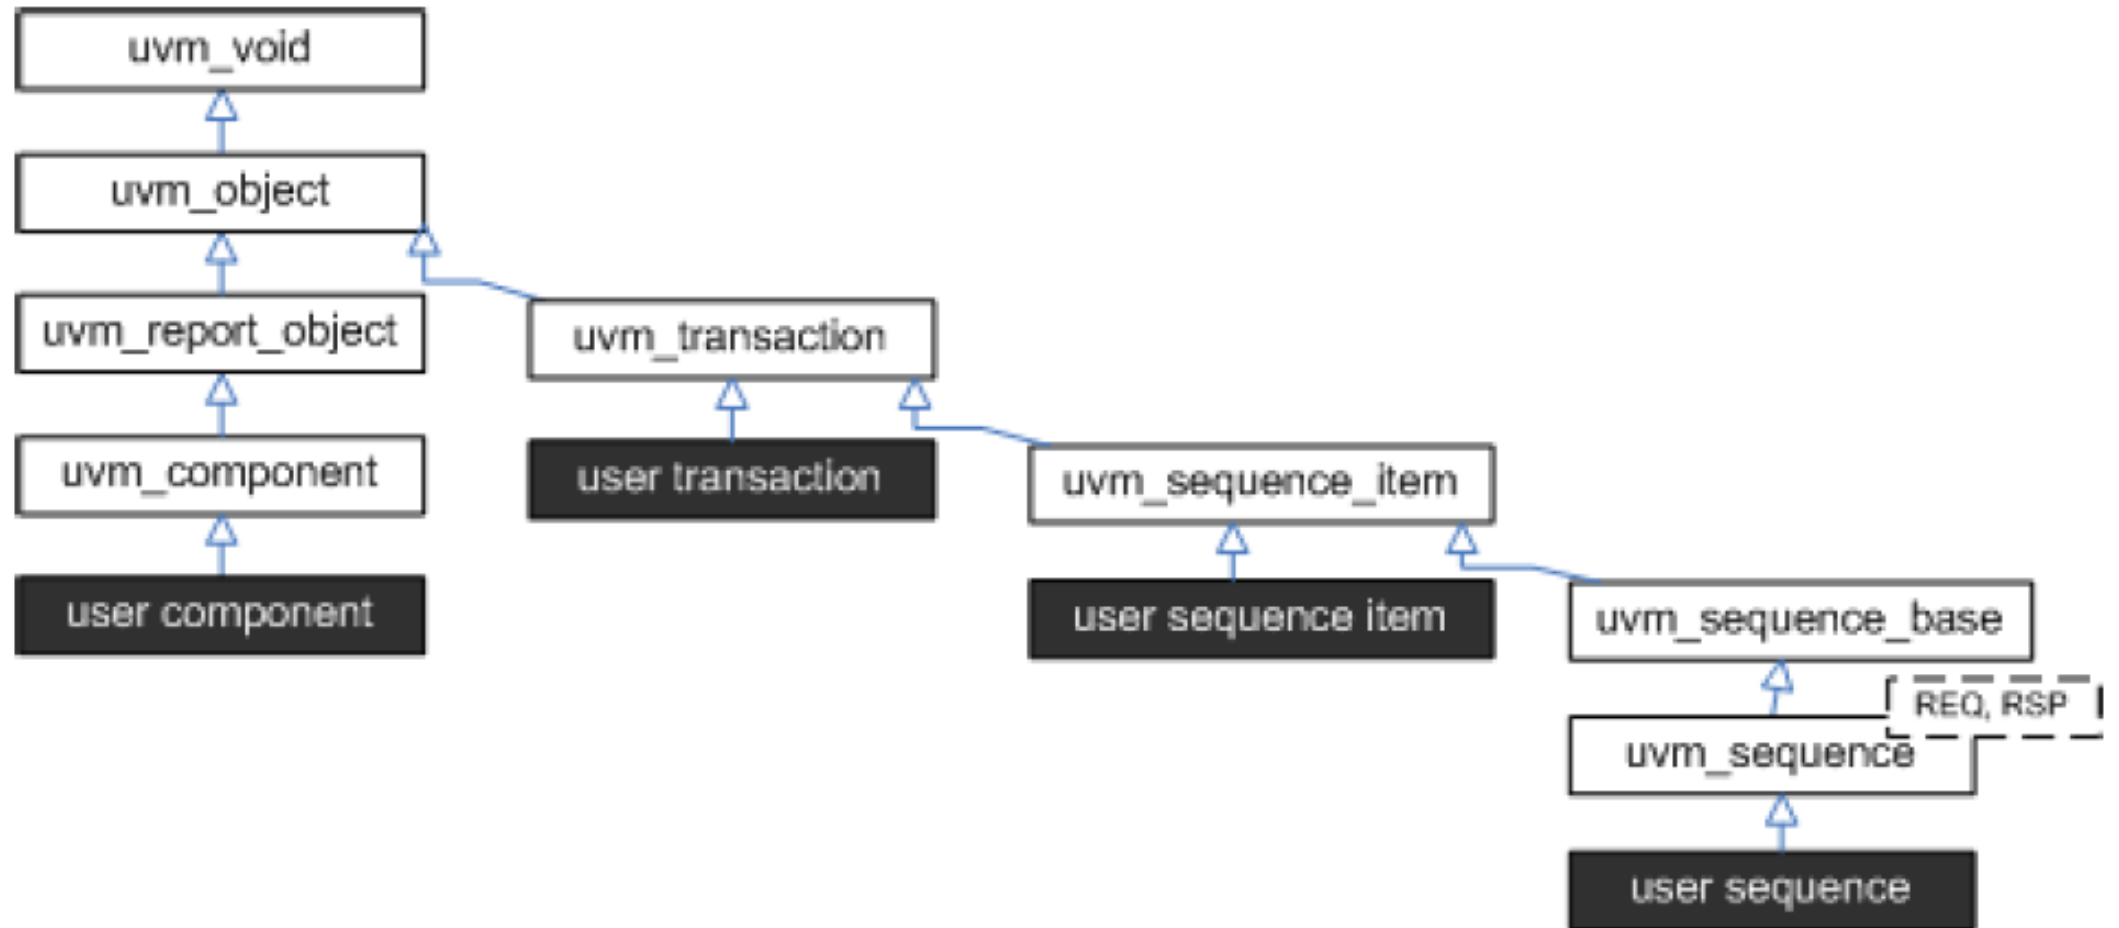 uvm_void
uvm_object
uvm_report_object
uvm_transaction
uvm_component
user transaction
uvm_sequence_item
user component
user sequence item
uvm_sequence_base
REQ, RSP
uvm_sequence
user sequence